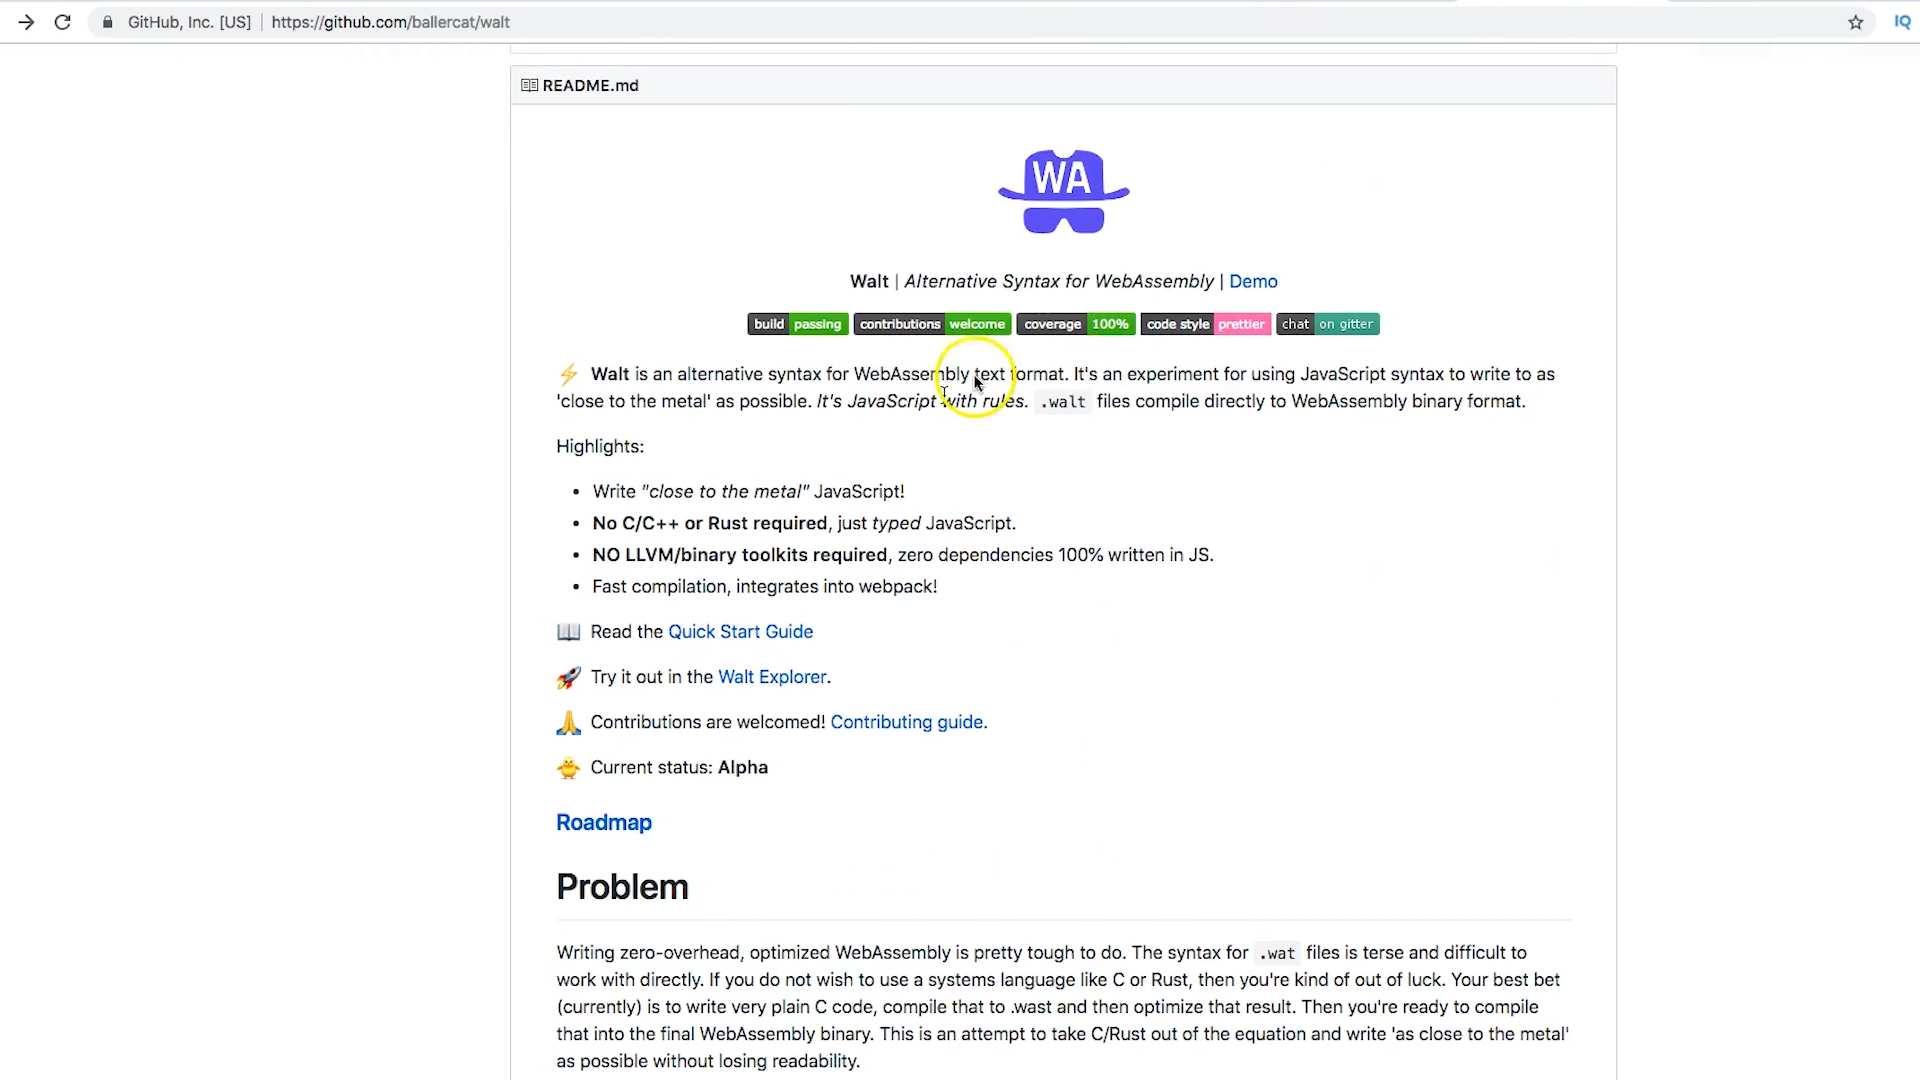 GitHub, Inc. [US] | https://github.com/ballercat/walt
IQ
README.md
WA
Walt | Alternative Syntax for WebAssembly | Demo
build passing contributions welcome coverage 100% code style prettier chat on gitter
⚡ Walt is an alternative syntax for WebAssembly text format. It's an experiment for using JavaScript syntax to write to as
'close to the metal' as possible. It's JavaScript with rules. .walt files compile directly to WebAssembly binary format.
Highlights:
• Write "close to the metal" JavaScript!
• No C/C++ or Rust required, just typed JavaScript.
• NO LLVM/binary toolkits required, zero dependencies 100% written in JS.
• Fast compilation, integrates into webpack!
📖 Read the Quick Start Guide
🚀 Try it out in the Walt Explorer.
🙏 Contributions are welcomed! Contributing guide.
🐥 Current status: Alpha
Roadmap
Problem
Writing zero-overhead, optimized WebAssembly is pretty tough to do. The syntax for .wat files is terse and difficult to
work with directly. If you do not wish to use a systems language like C or Rust, then you're kind of out of luck. Your best bet
(currently) is to write very plain C code, compile that to .wast and then optimize that result. Then you're ready to compile
that into the final WebAssembly binary. This is an attempt to take C/Rust out of the equation and write 'as close to the metal'
as possible without losing readability.